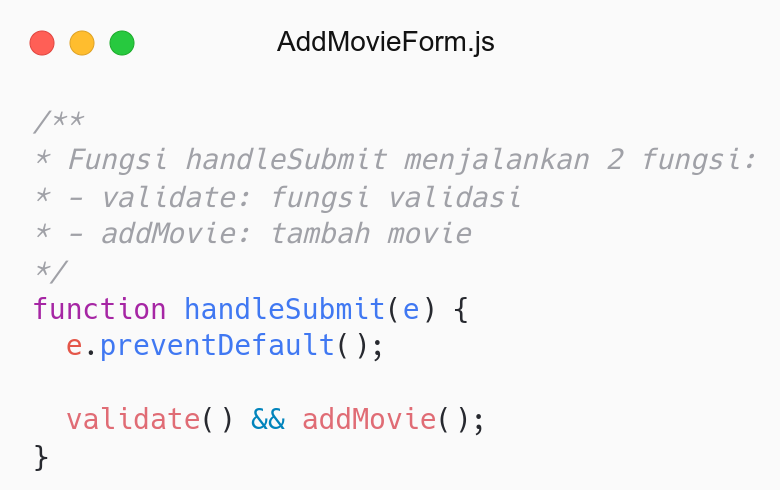 AddMovieForm.js
/**
* Fungsi handleSubmit menjalankan 2 fungsi:
* - validate: fungsi validasi
* - addMovie: tambah movie
*/
function handleSubmit(e) {
  e.preventDefault();
  validate() && addMovie();
}